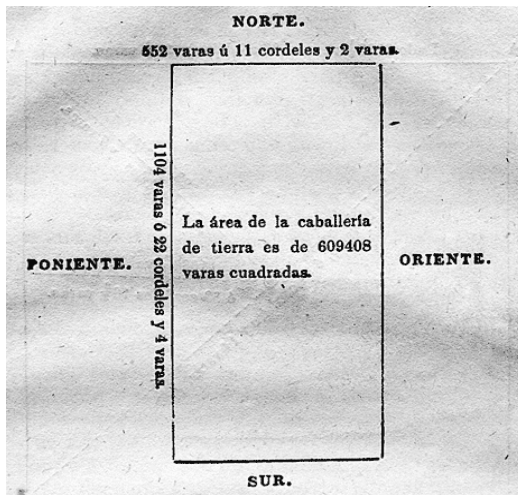 NORTE.
552 varas ú 11 cordeles y 2 varas.
1104 varas ó 22 cordeles y 4 varas.
La área de la caballería
de tierra es de 609408
varas cuadradas.
PONIENTE.
ORIENTE.
SUR.